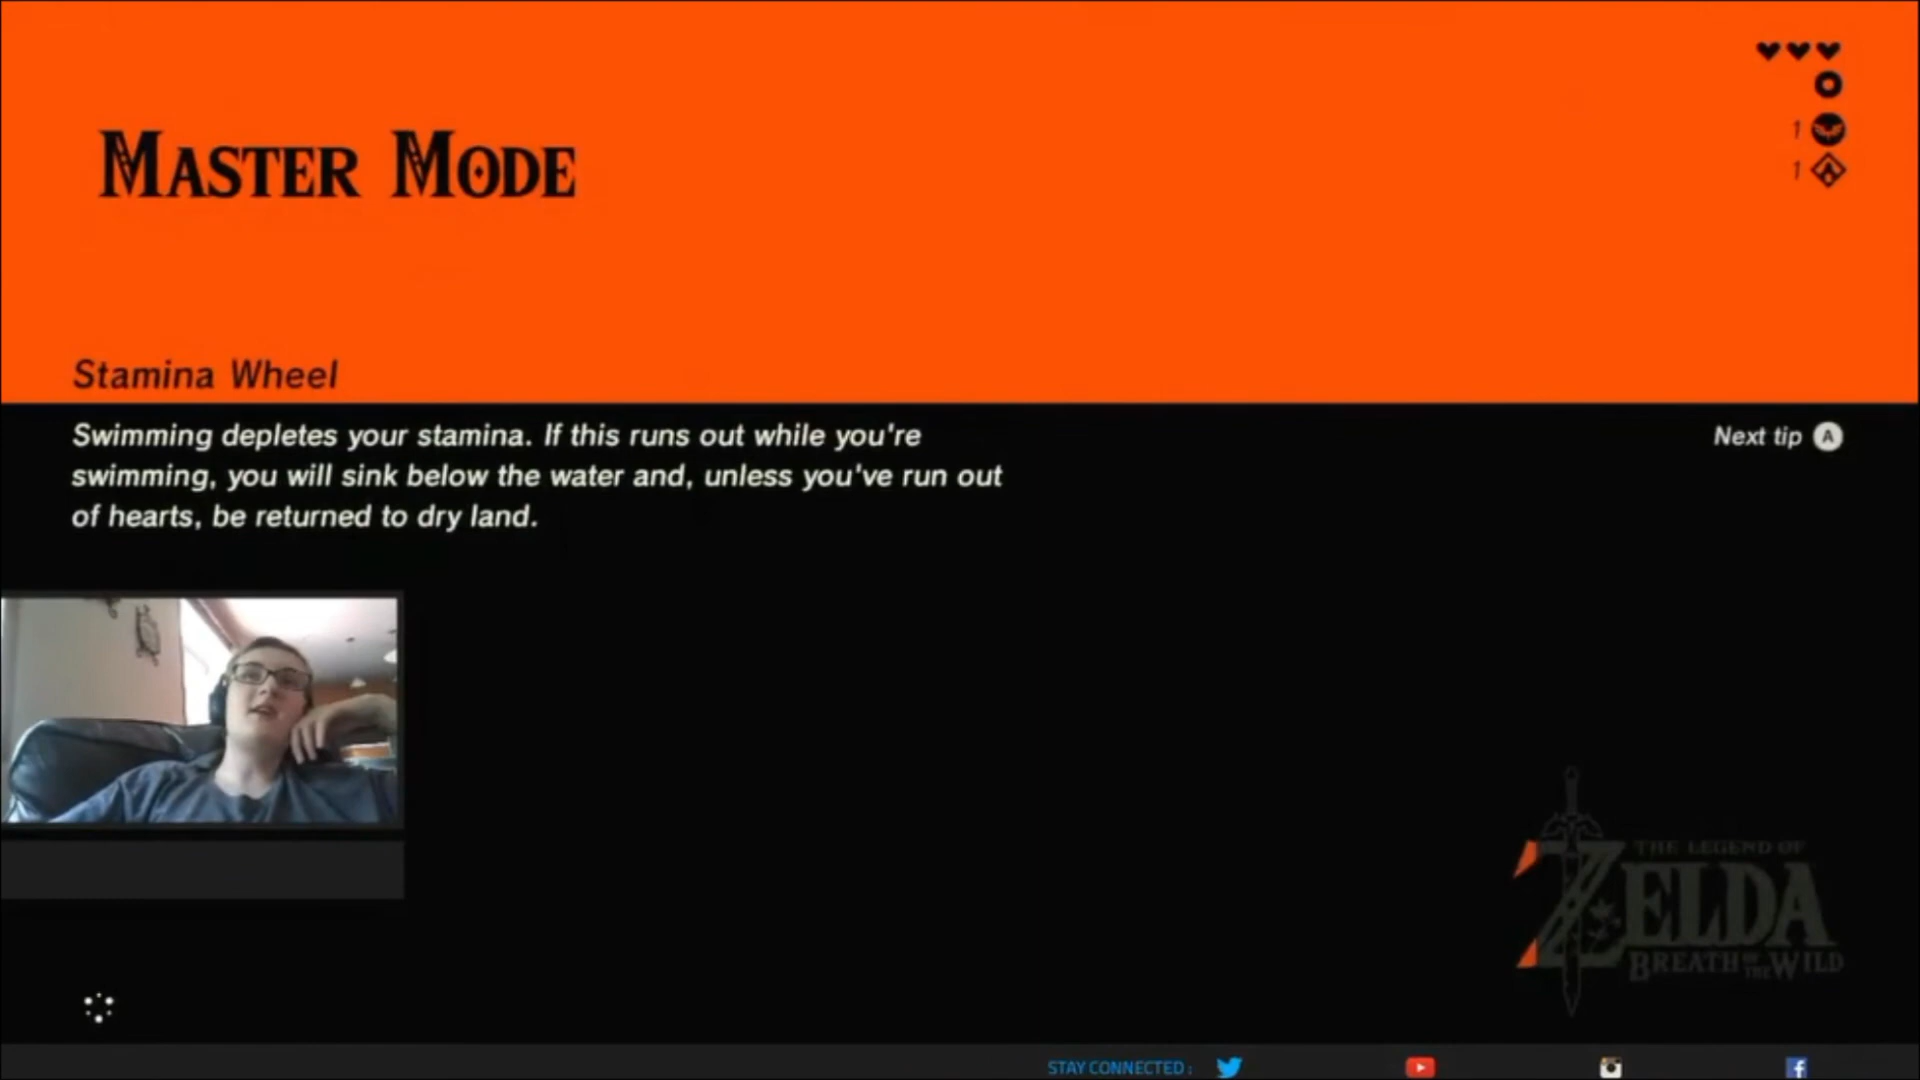 MASTER MODE
1
1
Stamina Wheel
Swimming depletes your stamina. If this runs out while you're
swimming, you will sink below the water and, unless you've run out
of hearts, be returned to dry land.
Next tip A
THE LEGEND OF
ZELDA
BREATH OF THE WILD
STAY CONNECTED :